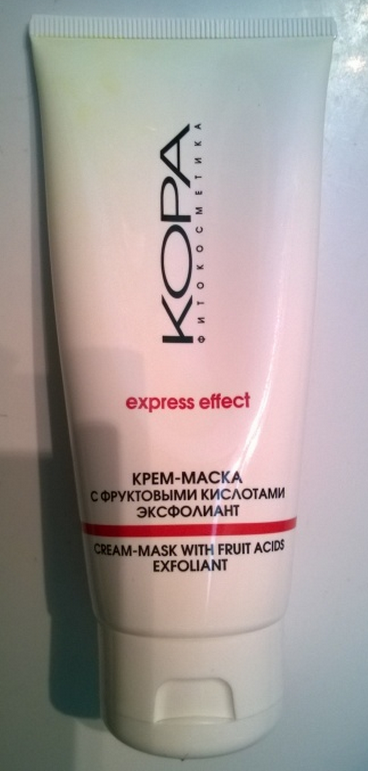 КОРА
ФИТОКОСМЕТИКА
express effect
КРЕМ-МАСКА
С ФРУКТОВЫМИ КИСЛОТАМИ
ЭКСФОЛИАНТ
CREAM-MASK WITH FRUIT ACIDS
EXFOLIANT